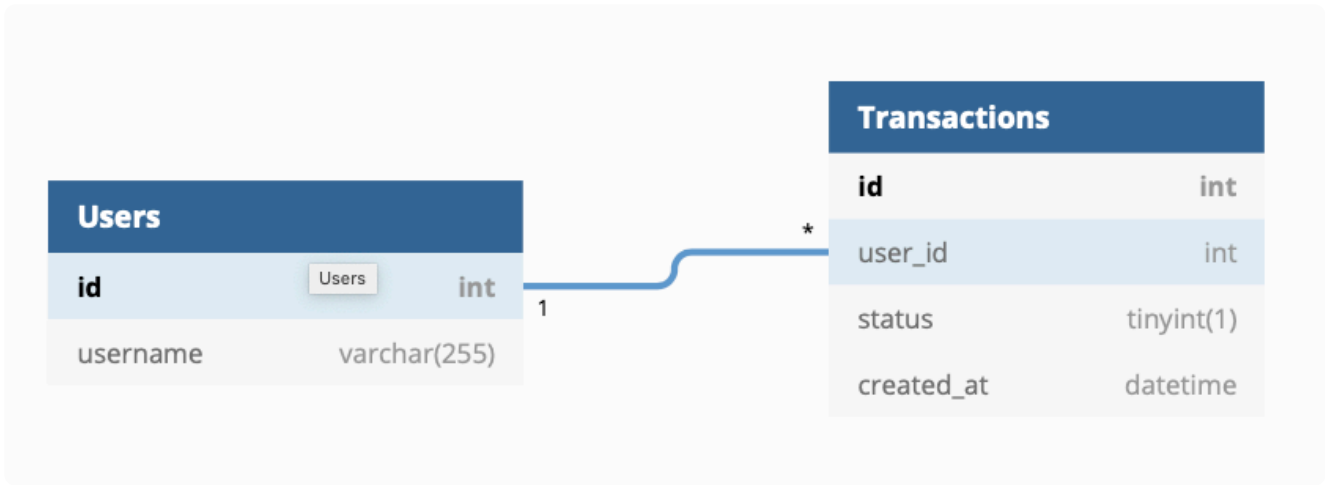 Users
id Users int
1
username varchar(255)
Transactions
id int
*
user_id int
status tinyint(1)
created_at datetime